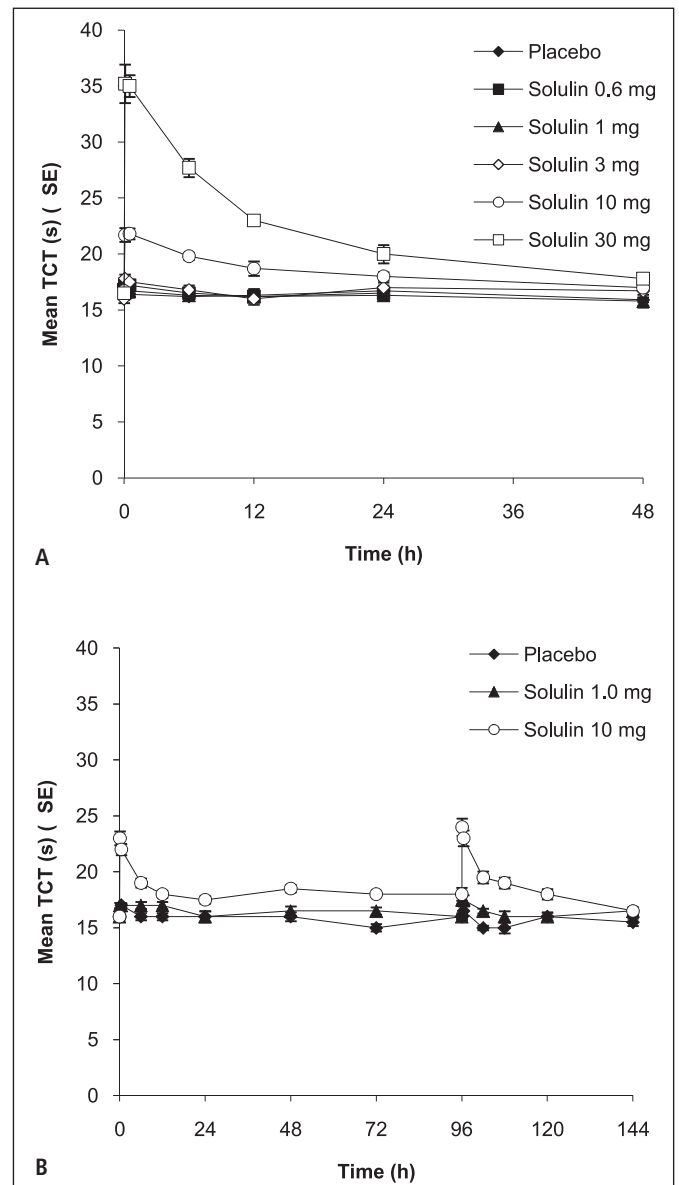 40
35
30
25
20
15
10
5
0
Mean TCT (s) ( SE)
Placebo
Solulin 0.6 mg
Solulin 1 mg
Solulin 3 mg
Solulin 10 mg
Solulin 30 mg
0 12 24 36 48
Time (h)
A
40
35
30
25
20
15
10
5
0
Mean TCT (s) ( SE)
Placebo
Solulin 1.0 mg
Solulin 10 mg
0 24 48 72 96 120 144
Time (h)
B